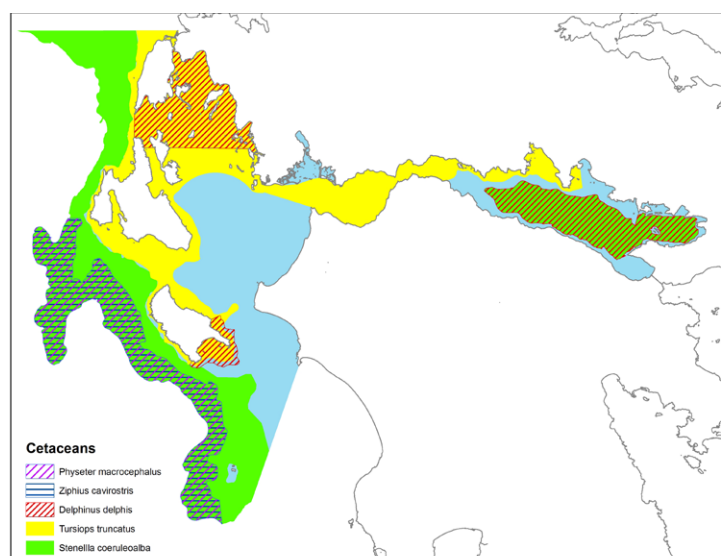 Cetaceans
Physeter macrocephalus
Ziphius cavirostris
Delphinus delphis
Tursiops truncatus
Stenella coeruleoalba